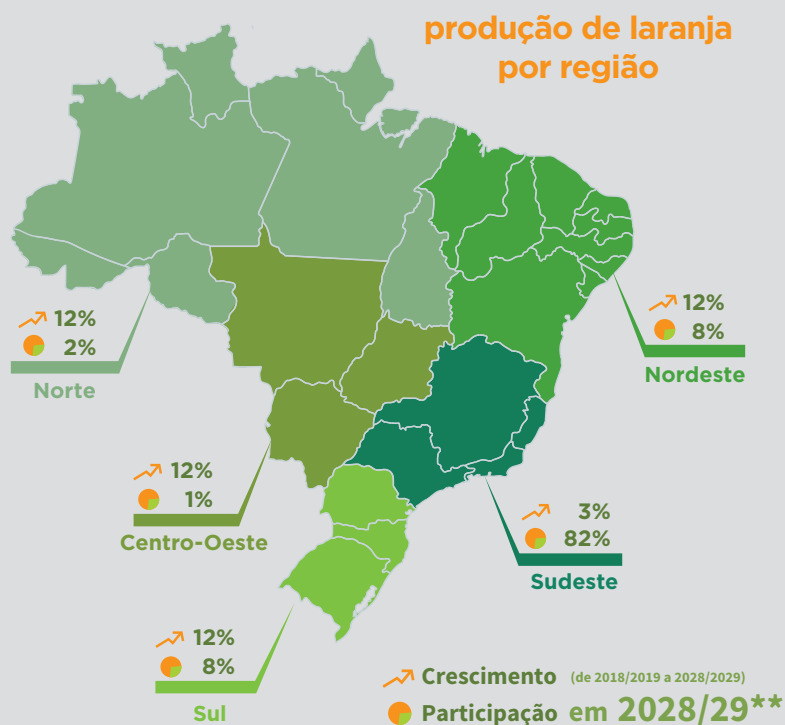 produção de laranja
por região
12%
2%
Norte
12%
8%
Nordeste
12%
1%
Centro-Oeste
3%
82%
Sudeste
12%
8%
Sul
Crescimento (de 2018/2019 a 2028/2029)
Participação em 2028/29**